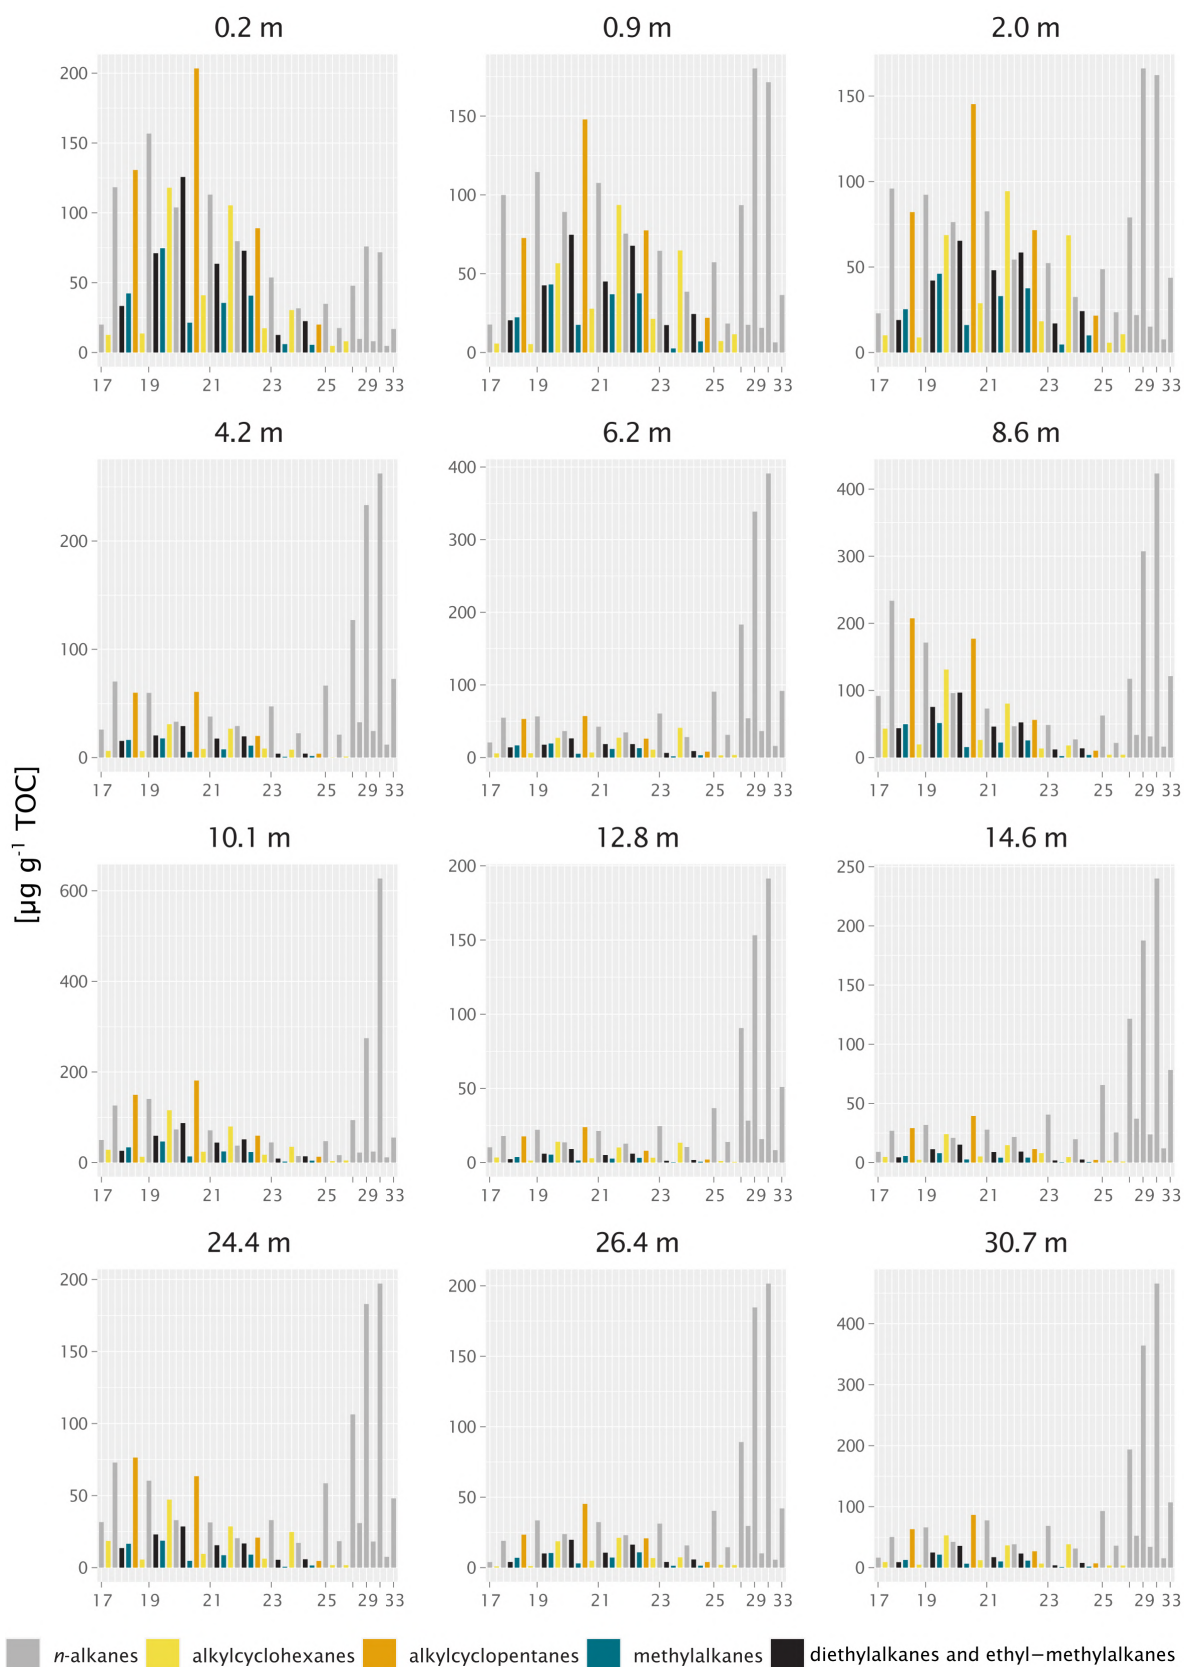 0.2 m
0.9 m
2.0 m
200
150
100
50
0
150
100
50
0
150
100
50
0
17 19 21 23 25 29 33
17 19 21 23 25 29 33
17 19 21 23 25 29 33
4.2 m
6.2 m
8.6 m
200
100
0
400
300
200
100
0
400
300
200
100
0
17 19 21 23 25 29 33
17 19 21 23 25 29 33
17 19 21 23 25 29 33
[µg g-1 TOC]
10.1 m
12.8 m
14.6 m
600
400
200
0
200
150
100
50
0
250
200
150
100
50
0
17 19 21 23 25 29 33
17 19 21 23 25 29 33
17 19 21 23 25 29 33
24.4 m
26.4 m
30.7 m
200
150
100
50
0
200
150
100
50
0
400
300
200
100
0
17 19 21 23 25 29 33
17 19 21 23 25 29 33
17 19 21 23 25 29 33
n-alkanes
alkylcyclohexanes
alkylcyclopentanes
methylalkanes
diethylalkanes and ethyl−methylalkanes